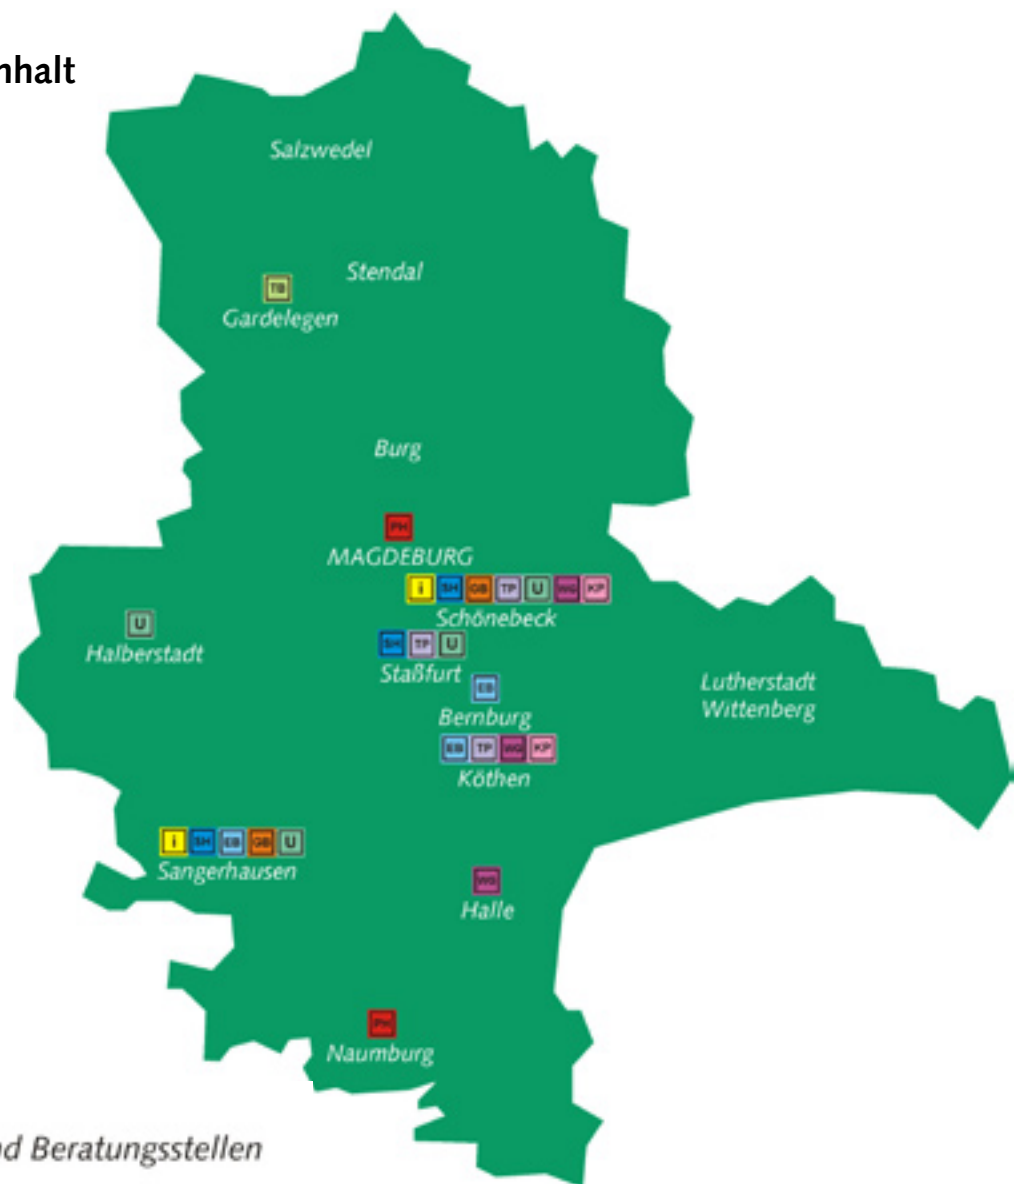 nhalt
Salzwedel
Stendal
TB
Gardelegen
Burg
PH
MAGDEBURG
i SH GB TP U WG KP
Schönebeck
U
Halberstadt
SH TP U
Staßfurt
EB
Bernburg
Lutherstadt
Wittenberg
EB TP WG KP
Köthen
i SH EB GB U
Sangerhausen
WG
Halle
PH
Naumburg
nd Beratungsstellen